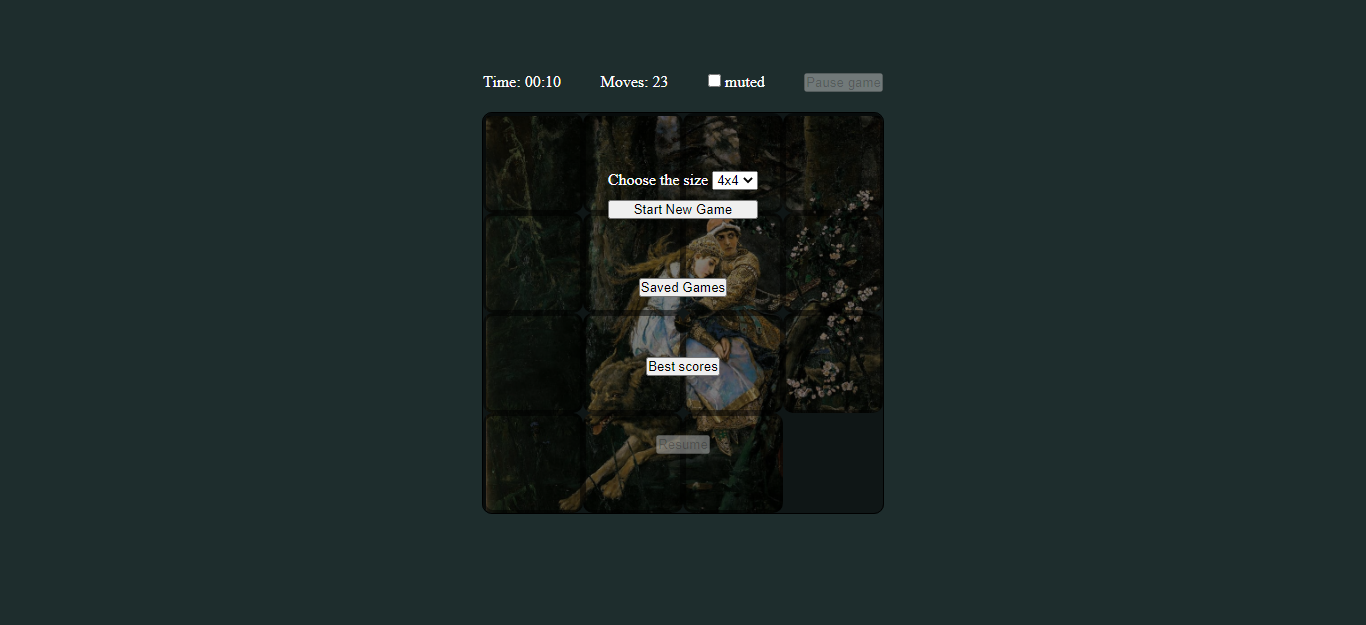 Time: 00:10 Moves: 23 muted Pause game
Choose the size 4x4
Start New Game
Saved Games
Best scores
Resume